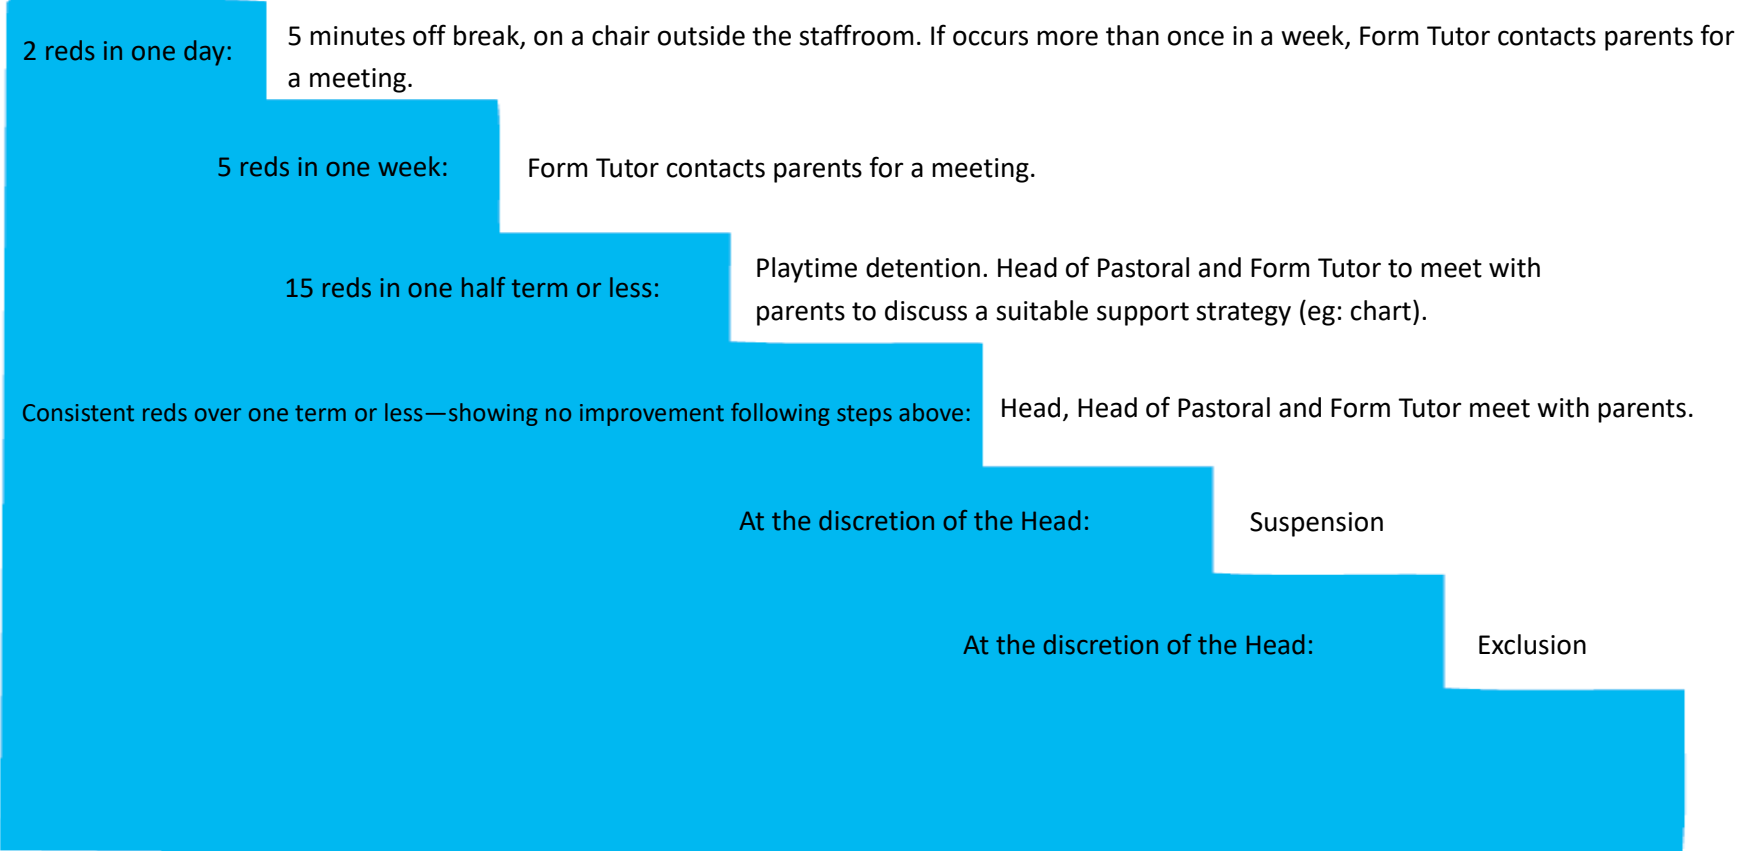 2 reds in one day:
5 minutes off break, on a chair outside the staffroom. If occurs more than once in a week, Form Tutor contacts parents for
a meeting.
5 reds in one week:
Form Tutor contacts parents for a meeting.
15 reds in one half term or less:
Playtime detention. Head of Pastoral and Form Tutor to meet with
parents to discuss a suitable support strategy (eg: chart).
Consistent reds over one term or less—showing no improvement following steps above:
Head, Head of Pastoral and Form Tutor meet with parents.
At the discretion of the Head:
Suspension
At the discretion of the Head:
Exclusion